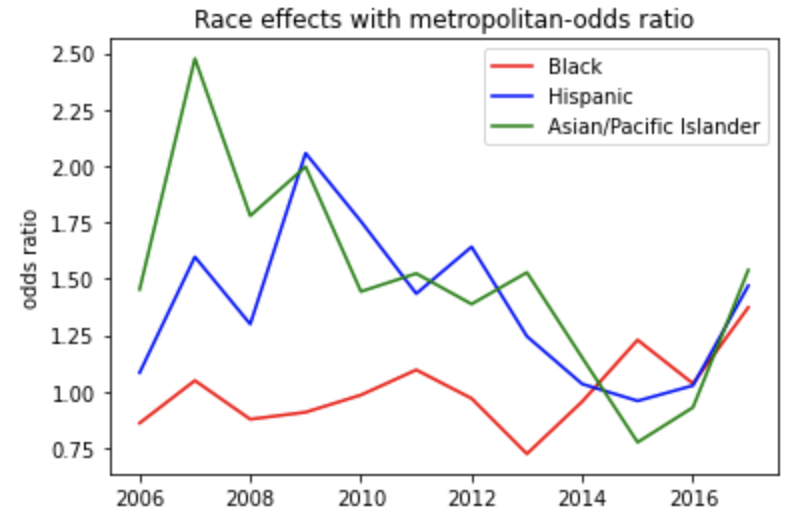 Race effects with metropolitan-odds ratio
Black
Hispanic
Asian/Pacific Islander
odds ratio
2.50
2.25
2.00
1.75
1.50
1.25
1.00
0.75
2006 2008 2010 2012 2014 2016